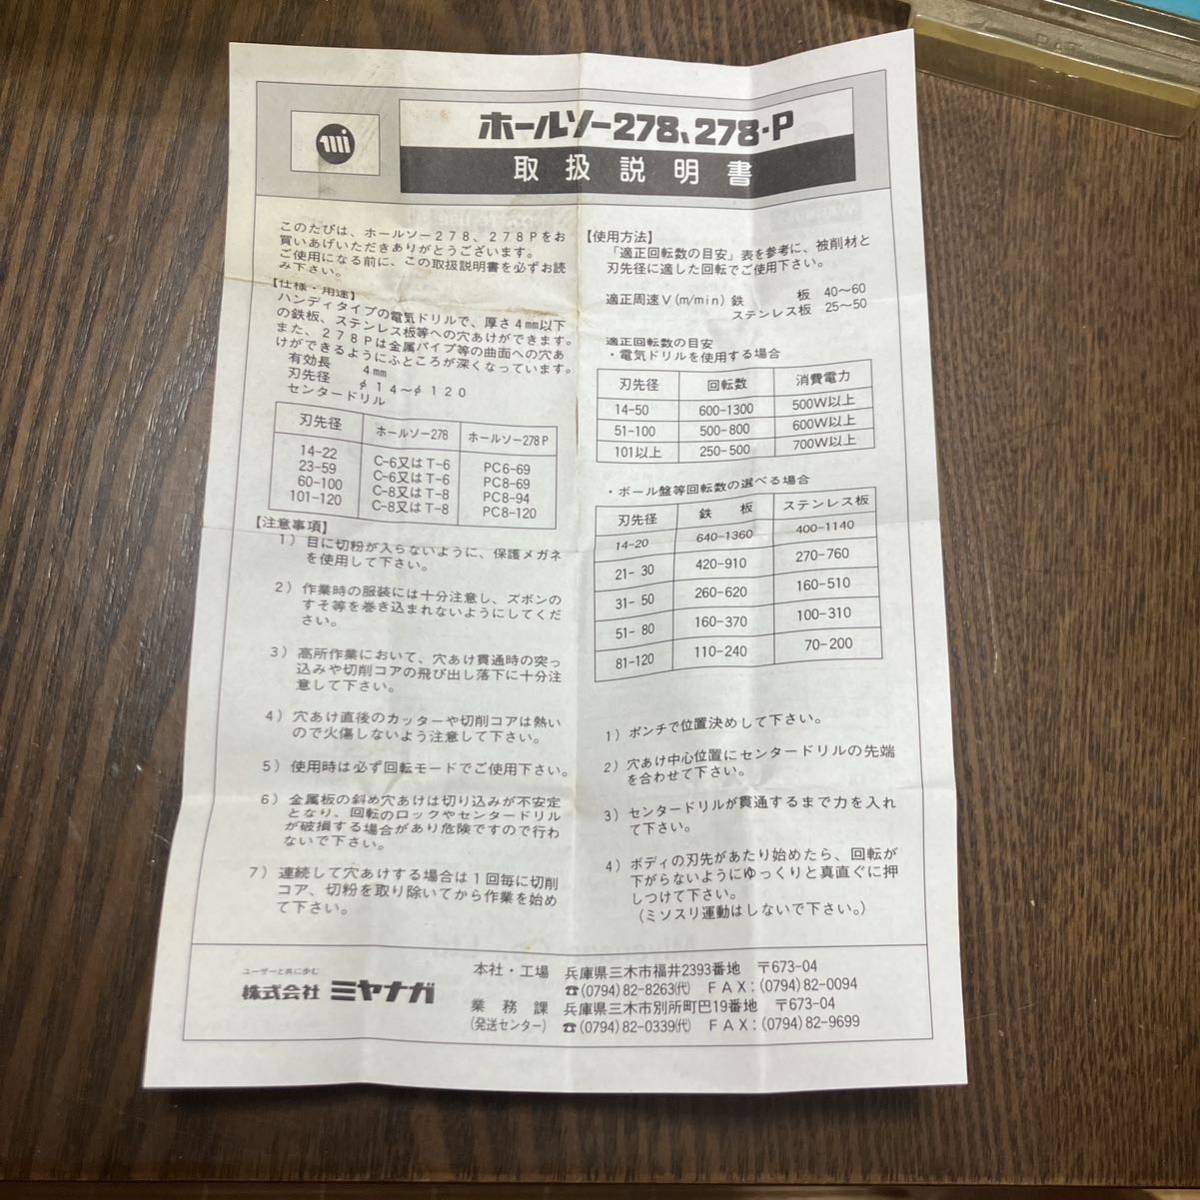 ホールソー278、278・P
取扱説明書
このたびは、ホールソー278、278Pをお
買いあげいただきありがとうございます。
ご使用になる前に、この取扱説明書を必ずお読
み下さい。
【仕様・用途】
ハンディタイプの電気ドリルで、厚さ4㎜以下
の鉄板、ステンレス板等への穴あけができます。
また、278Pは金属パイプ等の曲面への穴あ
けができるようにふところが深くなっています。
有効長 4㎜
刃先径 φ14〜φ120
センタードリル
刃先径 ホールソー278 ホールソー278P
14-22 C-6又はT-6 PC6-69
23-59 C-6又はT-6 PC8-69
60-100 C-8又はT-8 PC8-94
101-120 C-8又はT-8 PC8-120
【注意事項】
1）目に切粉が入らないように、保護メガネ
を使用して下さい。
2）作業時の服装には十分注意し、ズボンの
すそ等を巻き込まれないようにしてくだ
さい。
3）高所作業において、穴あけ貫通時の突っ
込みや切削コアの飛び出し落下に十分注
意して下さい。
4）穴あけ直後のカッターや切削コアは熱い
ので火傷しないよう注意して下さい。
5）使用時は必ず回転モードでご使用下さい。
6）金属板の斜め穴あけは切り込みが不安定
となり、回転のロックやセンタードリル
が破損する場合があり危険ですので行わ
ないで下さい。
7）連続して穴あけする場合は1回毎に切削
コア、切粉を取り除いてから作業を始め
て下さい。
【使用方法】
「適正回転数の目安」表を参考に、被削材と
刃先径に適した回転でご使用下さい。
適正周速V(m/min) 鉄 板 40〜60
ステンレス板 25〜50
適正回転数の目安
・電気ドリルを使用する場合
刃先径 回転数 消費電力
14-50 600-1300 500W以上
51-100 500-800 600W以上
101以上 250-500 700W以上
・ボール盤等回転数の選べる場合
刃先径 鉄 板 ステンレス板
14-20 640-1360 400-1140
21- 30 420-910 270-760
31- 50 260-620 160-510
51- 80 160-370 100-310
81-120 110-240 70-200
1）ポンチで位置決めして下さい。
2）穴あけ中心位置にセンタードリルの先端
を合わせて下さい。
3）センタードリルが貫通するまで力を入れ
て下さい。
4）ボディの刃先があたり始めたら、回転が
下がらないようにゆっくりと真直ぐに押
しつけて下さい。
（ミソスリ運動はしないで下さい。）
ユーザーと共に歩む
株式会社 ミヤナガ
本社・工場 兵庫県三木市福井2393番地 〒673-04
☎(0794)82-8263㈹ FAX:(0794)82-0094
業務課 兵庫県三木市別所町巴19番地 〒673-04
(発送センター) ☎(0794)82-0339㈹ FAX:(0794)82-9699